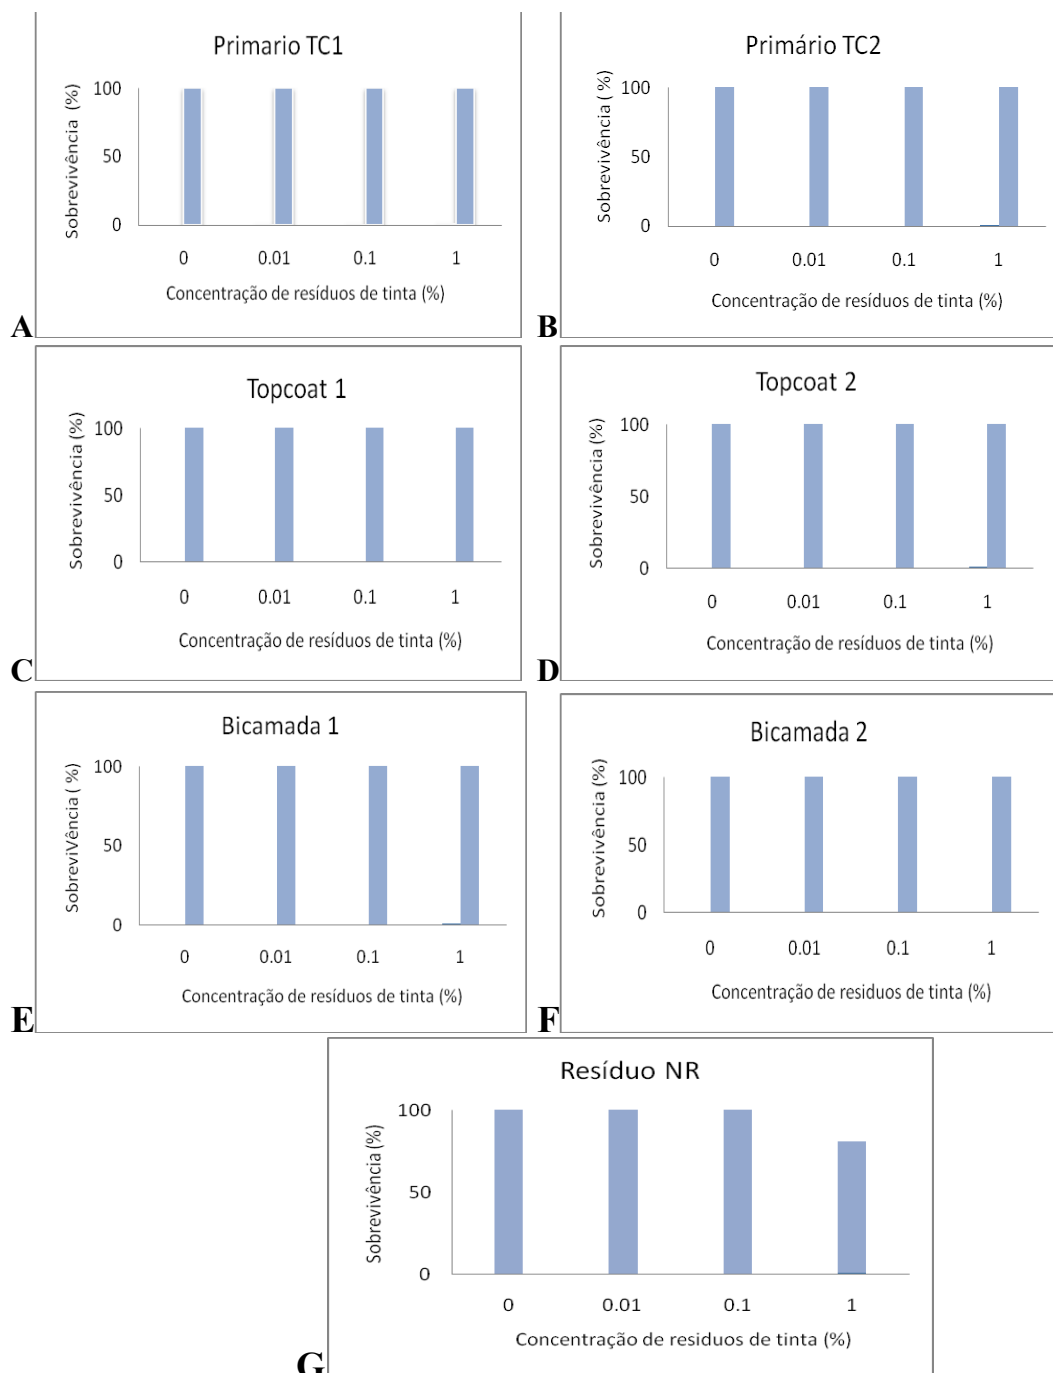 Primario TC1
Sobrevivência (%)
100
50
0
0 0.01 0.1 1
Concentração de resíduos de tinta (%)
A
Primário TC2
Sobrevivência ( %)
100
50
0
0 0.01 0.1 1
Concentração de resíduos de tinta (%)
B
Topcoat 1
Sobrevivência (%)
100
50
0
0 0.01 0.1 1
Concentração de resíduos de tinta (%)
C
Topcoat 2
Sobrevivência (%)
100
50
0
0 0.01 0.1 1
Concentração de resíduos de tinta (%)
D
Bicamada 1
SobreviVência ( %)
100
50
0
0 0.01 0.1 1
Concentração de resíduos de tinta (%)
E
Bicamada 2
Sobrevivência (%)
100
50
0
0 0.01 0.1 1
Concentração de residuos de tinta (%)
F
Resíduo NR
Sobrevivência (%)
100
50
0
0 0.01 0.1 1
Concentração de residuos de tinta (%)
G